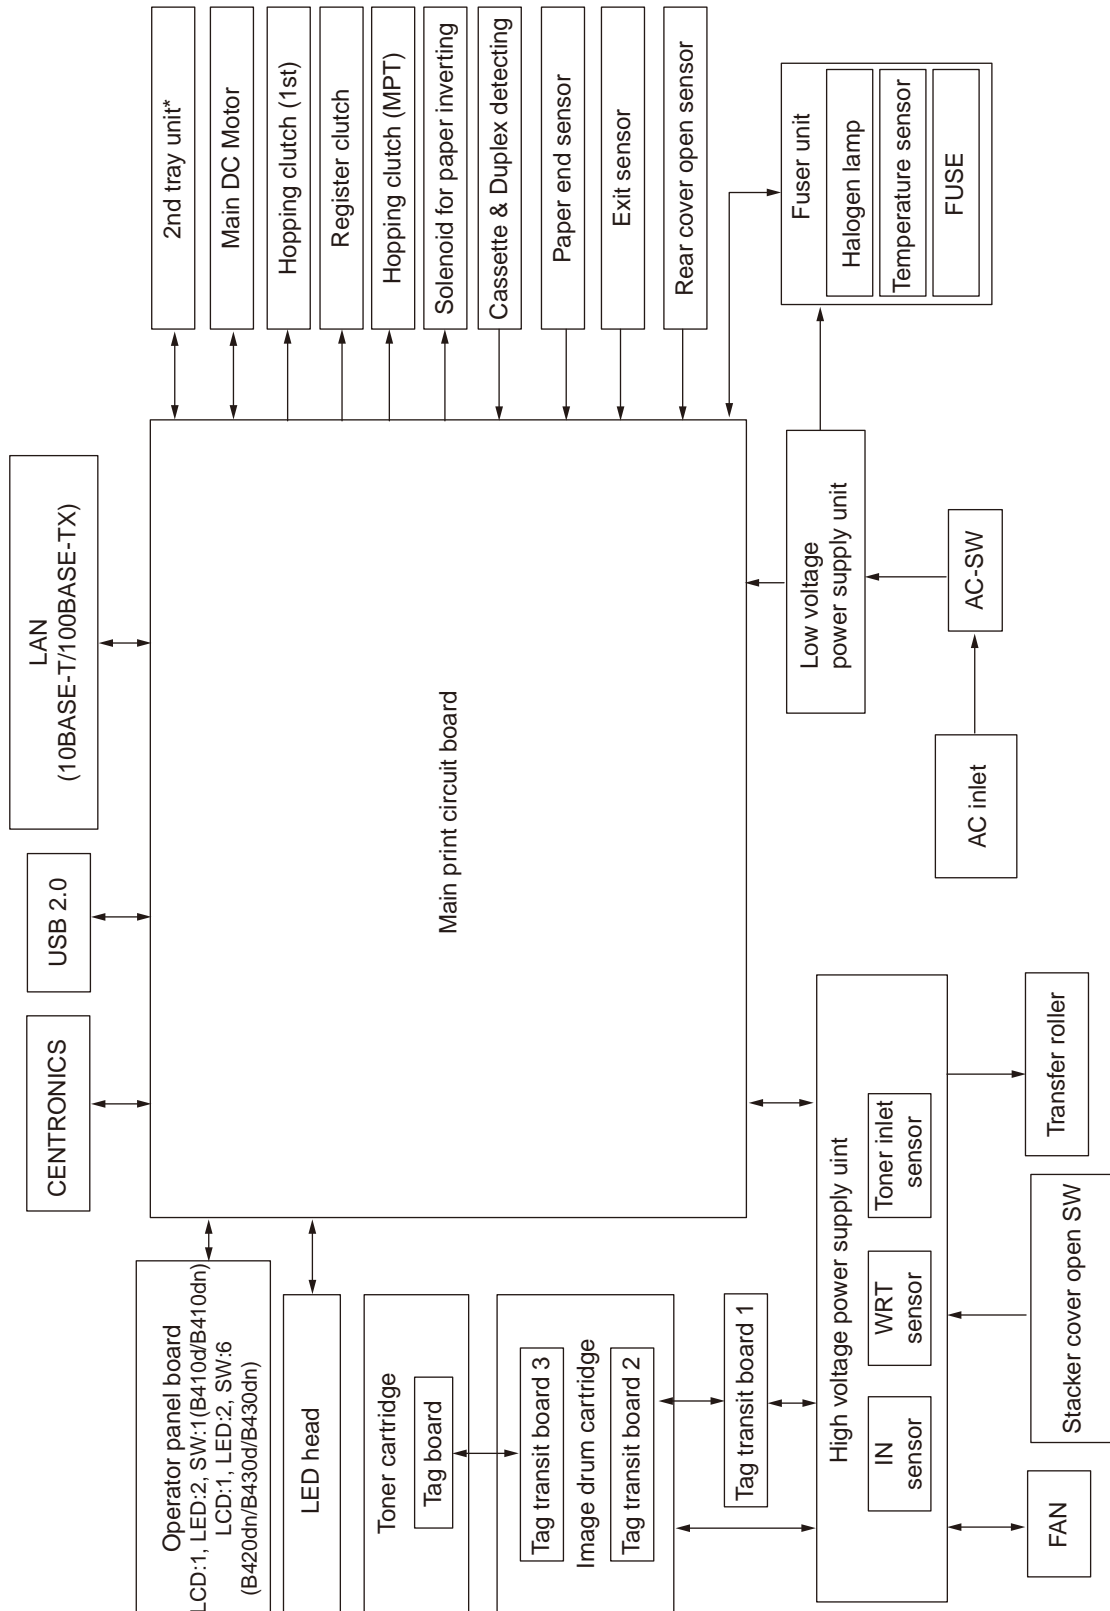 Operator panel board
LCD:1, LED:2, SW:1(B410d/B410dn)
LCD:1, LED:2, SW:6
(B420dn/B430d/B430dn)
CENTRONICS
USB 2.0
LAN
(10BASE-T/100BASE-TX)
LED head
Toner cartridge
Tag board
Tag transit board 3
Image drum cartridge
Tag transit board 2
Tag transit board 1
Main print circuit board
2nd tray unit*
Main DC Motor
Hopping clutch (1st)
Register clutch
Hopping clutch (MPT)
Solenoid for paper inverting
Cassette & Duplex detecting
Paper end sensor
Exit sensor
Rear cover open sensor
High voltage power supply uint
IN
sensor
WRT
sensor
Toner inlet
sensor
FAN
Stacker cover open SW
Transfer roller
AC inlet
AC-SW
Low voltage
power supply unit
Fuser unit
Halogen lamp
Temperature sensor
FUSE